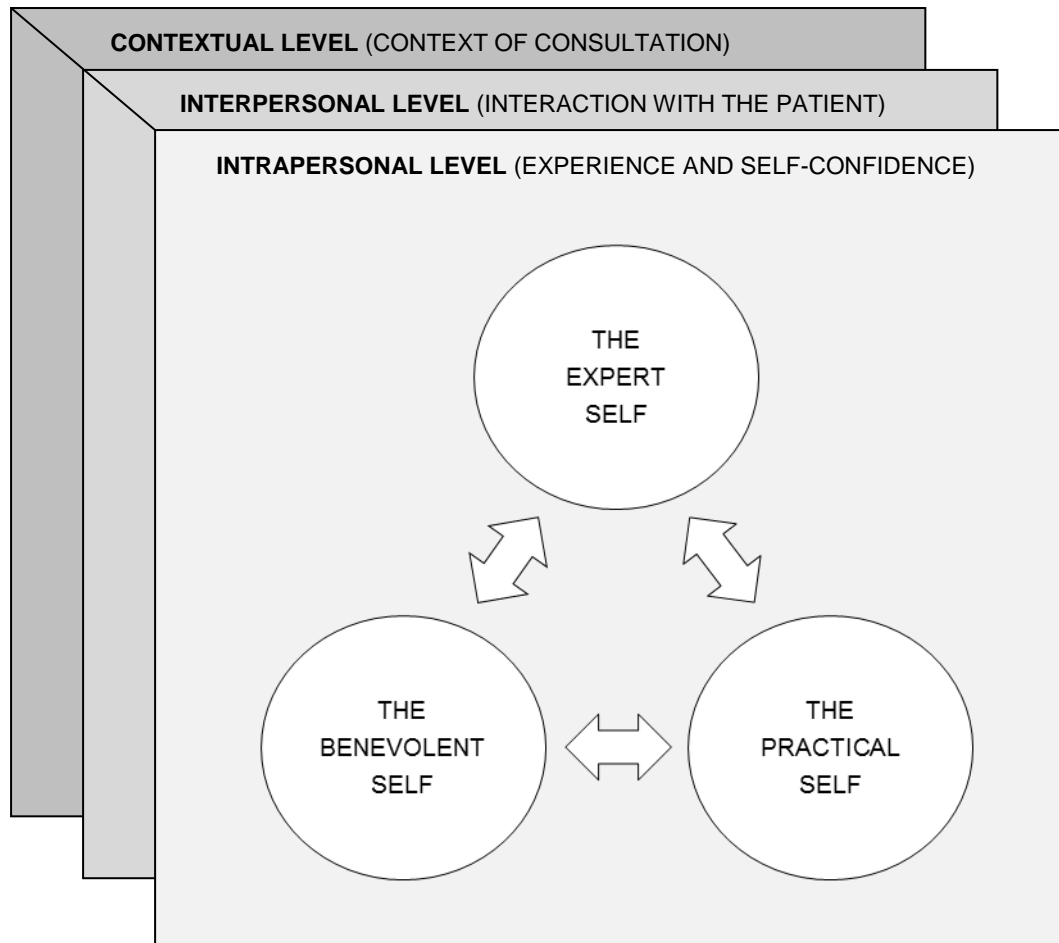 CONTEXTUAL LEVEL (CONTEXT OF CONSULTATION)
INTERPERSONAL LEVEL (INTERACTION WITH THE PATIENT)
INTRAPERSONAL LEVEL (EXPERIENCE AND SELF-CONFIDENCE)
THE
EXPERT
SELF
THE
BENEVOLENT
SELF
THE
PRACTICAL
SELF